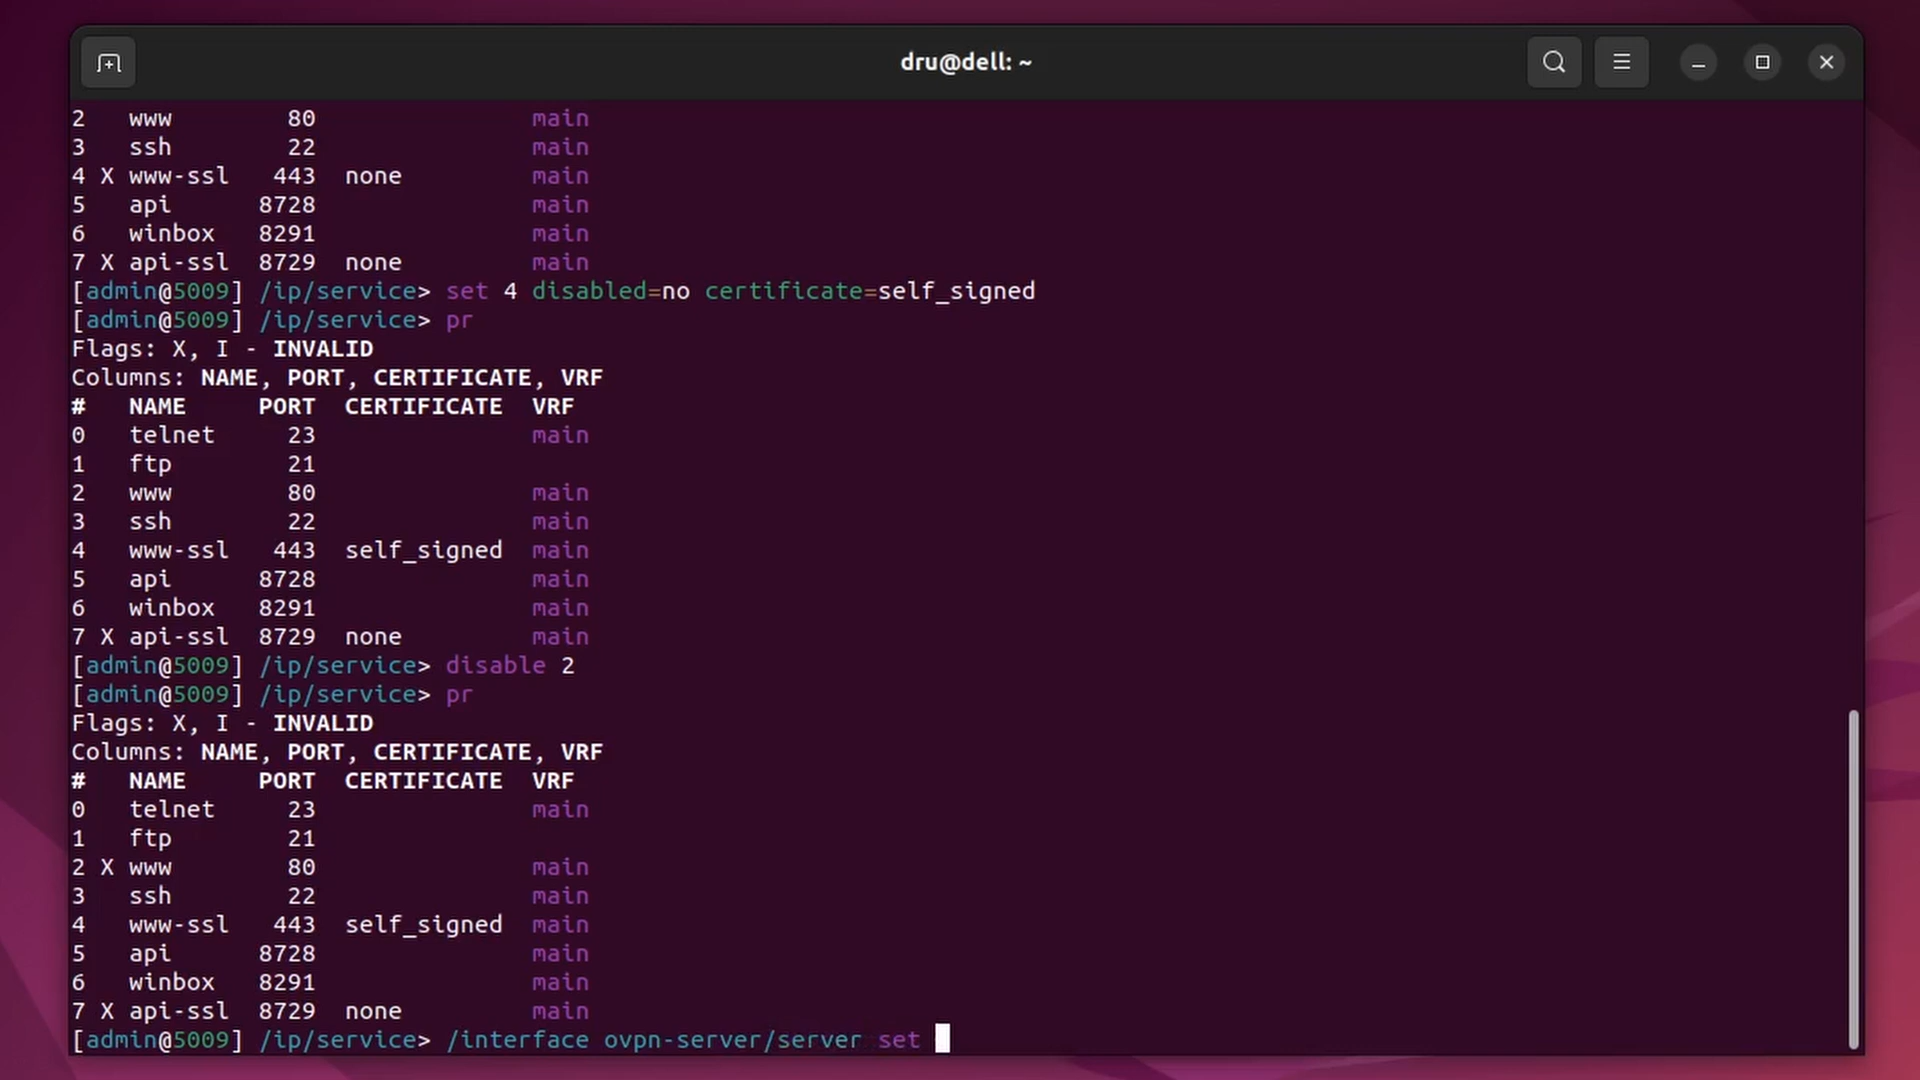 dru@dell: ~
2   www        80               main
3   ssh        22               main
4 X www-ssl   443  none         main
5   api      8728               main
6   winbox   8291               main
7 X api-ssl  8729  none         main
[admin@5009] /ip/service> set 4 disabled=no certificate=self_signed
[admin@5009] /ip/service> pr
Flags: X, I - INVALID
Columns: NAME, PORT, CERTIFICATE, VRF
#   NAME     PORT  CERTIFICATE  VRF
0   telnet     23               main
1   ftp        21
2   www        80               main
3   ssh        22               main
4   www-ssl   443  self_signed  main
5   api      8728               main
6   winbox   8291               main
7 X api-ssl  8729  none         main
[admin@5009] /ip/service> disable 2
[admin@5009] /ip/service> pr
Flags: X, I - INVALID
Columns: NAME, PORT, CERTIFICATE, VRF
#   NAME     PORT  CERTIFICATE  VRF
0   telnet     23               main
1   ftp        21
2 X www        80               main
3   ssh        22               main
4   www-ssl   443  self_signed  main
5   api      8728               main
6   winbox   8291               main
7 X api-ssl  8729  none         main
[admin@5009] /ip/service> /interface ovpn-server/server set